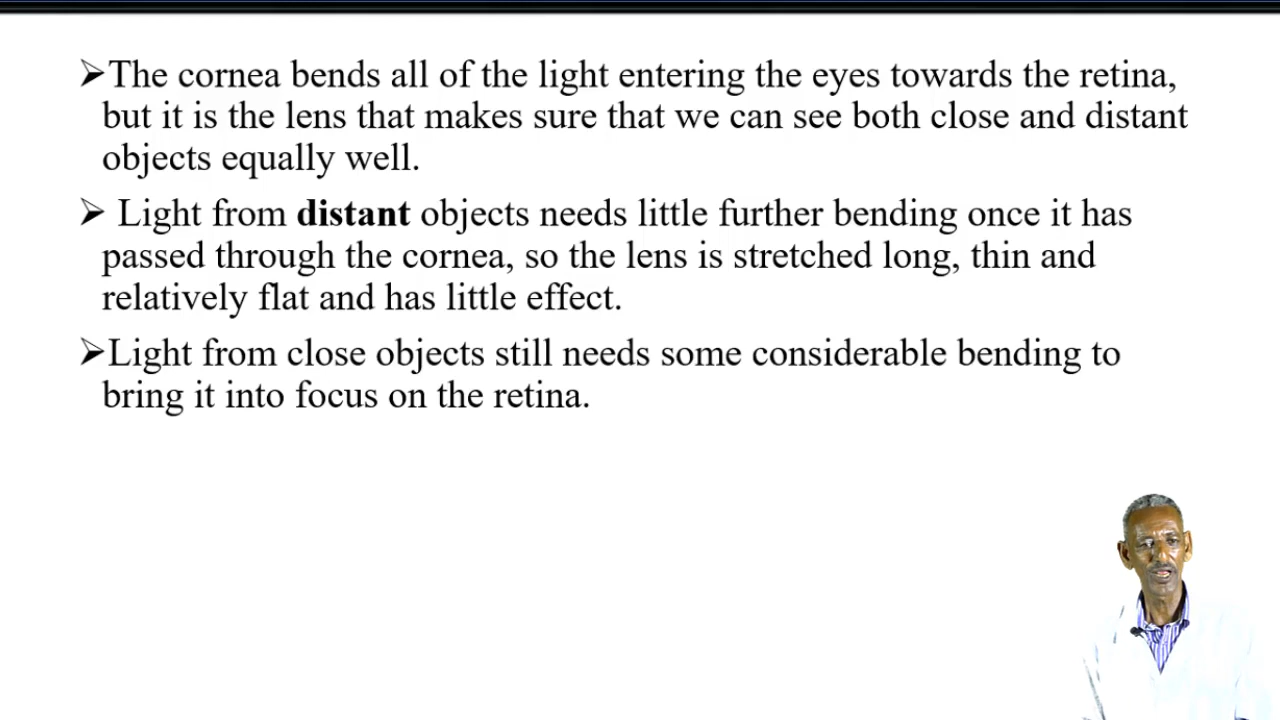 ➢The cornea bends all of the light entering the eyes towards the retina,
but it is the lens that makes sure that we can see both close and distant
objects equally well.
➢ Light from distant objects needs little further bending once it has
passed through the cornea, so the lens is stretched long, thin and
relatively flat and has little effect.
➢Light from close objects still needs some considerable bending to
bring it into focus on the retina.